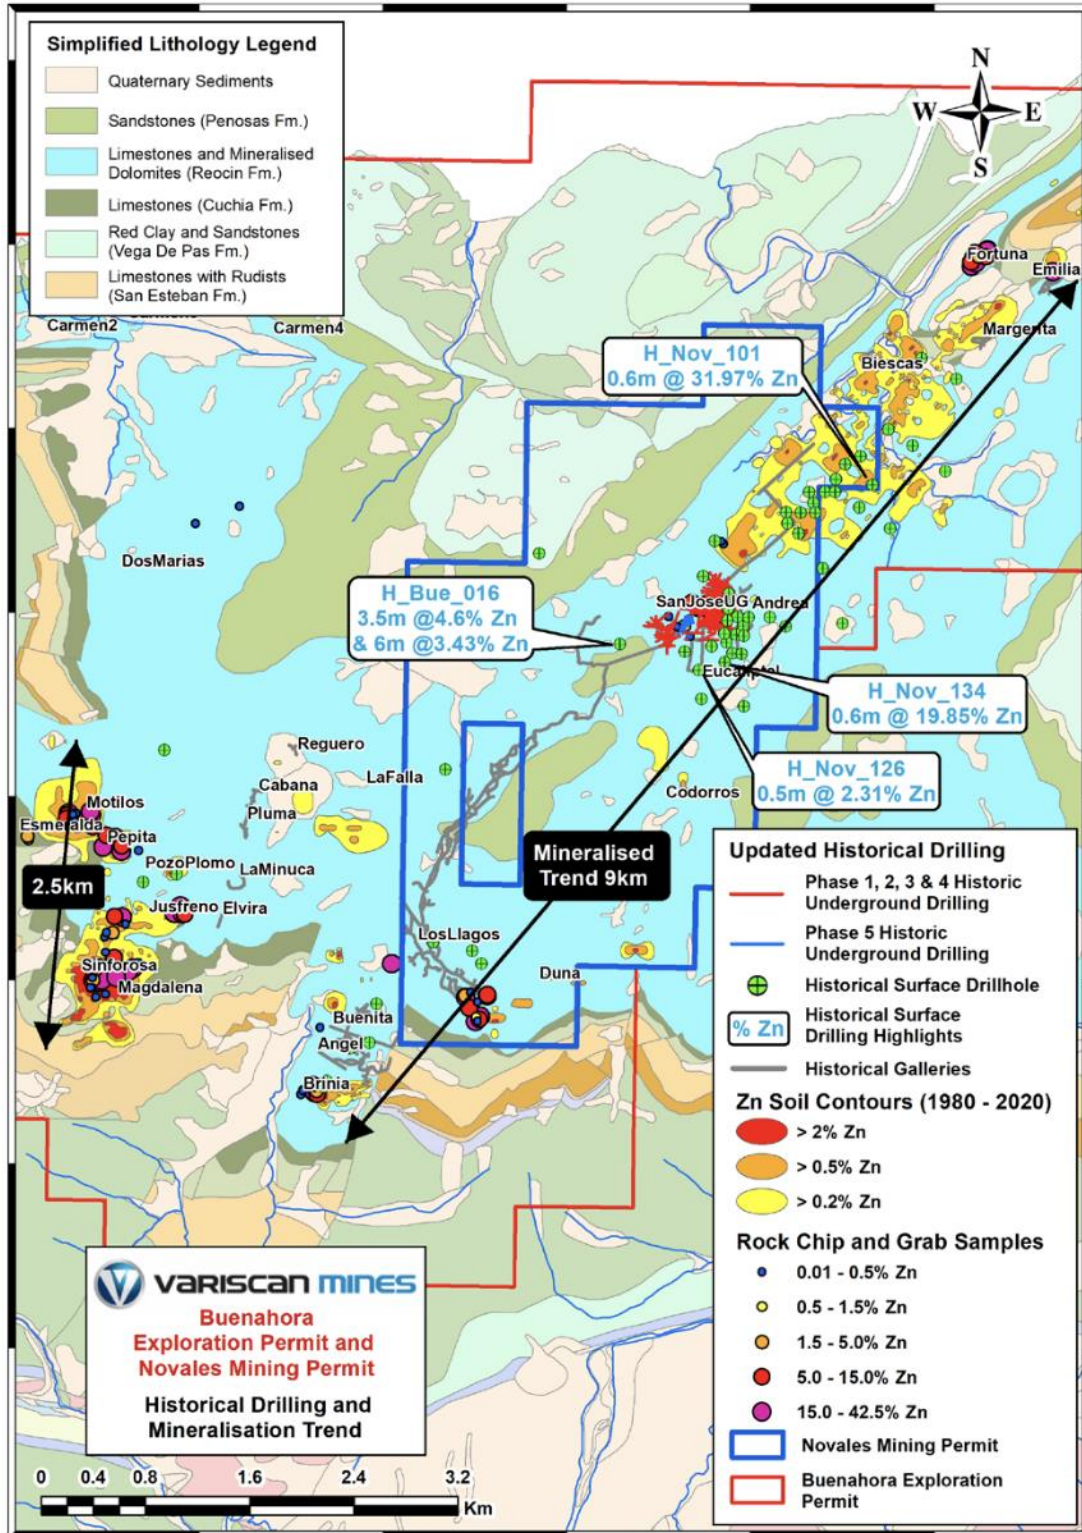 Simplified Lithology Legend
Quaternary Sediments
Sandstones (Penosas Fm.)
Limestones and Mineralised
Dolomites (Reocin Fm.)
Limestones (Cuchia Fm.)
Red Clay and Sandstones
(Vega De Pas Fm.)
Limestones with Rudists
(San Esteban Fm.)
N
W E
S
Carmen2
Carmen4
Fortuna
Emilia
Margenta
Biescas
H_Nov_101
0.6m @ 31.97% Zn
DosMarias
H_Bue_016
3.5m @4.6% Zn
& 6m @3.43% Zn
SanJoseUG Andrea
H_Nov_134
0.6m @ 19.85% Zn
H_Nov_126
0.5m @ 2.31% Zn
Reguero
LaFalla
Cabana
Pluma
Codorros
Motilos
Esmeralda
Pepita
PozoPlomo
LaMinuca
2.5km
Mineralised
Trend 9km
Jusfreno Elvira
LosLlagos
Duna
Sinforosa
Magdalena
Buenita
Angel
Brinia
Updated Historical Drilling
Phase 1, 2, 3 & 4 Historic
Underground Drilling
Phase 5 Historic
Underground Drilling
Historical Surface Drillhole
% Zn
Historical Surface
Drilling Highlights
Historical Galleries
Zn Soil Contours (1980 - 2020)
> 2% Zn
> 0.5% Zn
> 0.2% Zn
Rock Chip and Grab Samples
0.01 - 0.5% Zn
0.5 - 1.5% Zn
1.5 - 5.0% Zn
5.0 - 15.0% Zn
15.0 - 42.5% Zn
Novales Mining Permit
Buenahora Exploration
Permit
VARISCAN MINES
Buenahora
Exploration Permit and
Novales Mining Permit
Historical Drilling and
Mineralisation Trend
0 0.4 0.8 1.6 2.4 3.2
Km